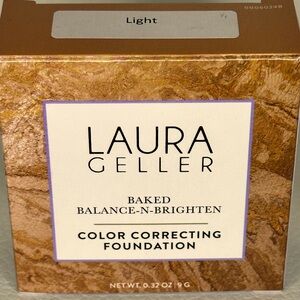 Light
LAURA
GELLER
BAKED
BALANCE-N-BRIGHTEN
COLOR CORRECTING
FOUNDATION
NET WT. 0.32 OZ | 9 G